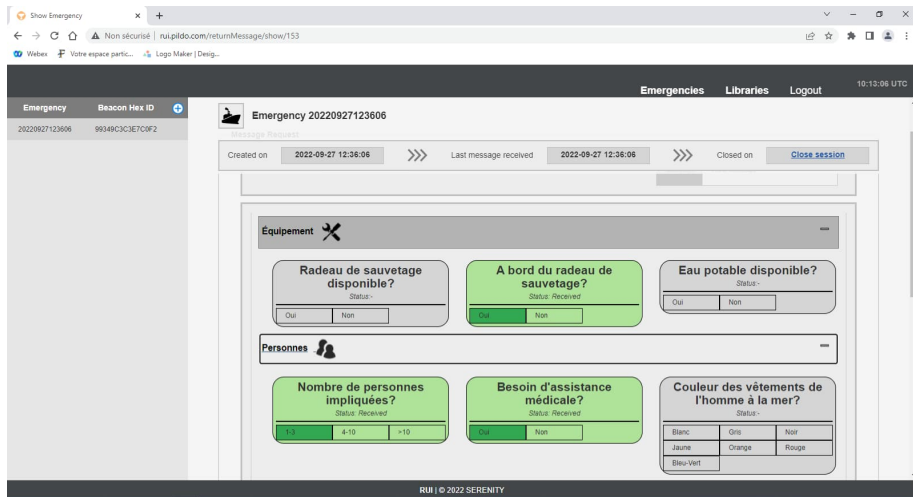 Show Emergency
Non sécurisé | rui.pildo.com/returnMessage/show/153
Webex Votre espace partic... Logo Maker | Desig...
Emergencies Libraries Logout 10:13:06 UTC
Emergency Beacon Hex ID
20220927123606 99349C3C3E7C0F2
Emergency 20220927123606
Message Request
Created on 2022-09-27 12:36:06 Last message received 2022-09-27 12:36:06 Closed on Close session
Équipement
Radeau de sauvetage disponible?
Status:-
Oui Non
A bord du radeau de sauvetage?
Status: Received
Oui Non
Eau potable disponible?
Status:-
Oui Non
Personnes
Nombre de personnes impliquées?
Status: Received
1-3 4-10 >10
Besoin d'assistance médicale?
Status: Received
Oui Non
Couleur des vêtements de l'homme à la mer?
Status:-
Blanc Gris Noir
Jaune Orange Rouge
Bleu-Vert
RUI | © 2022 SERENITY